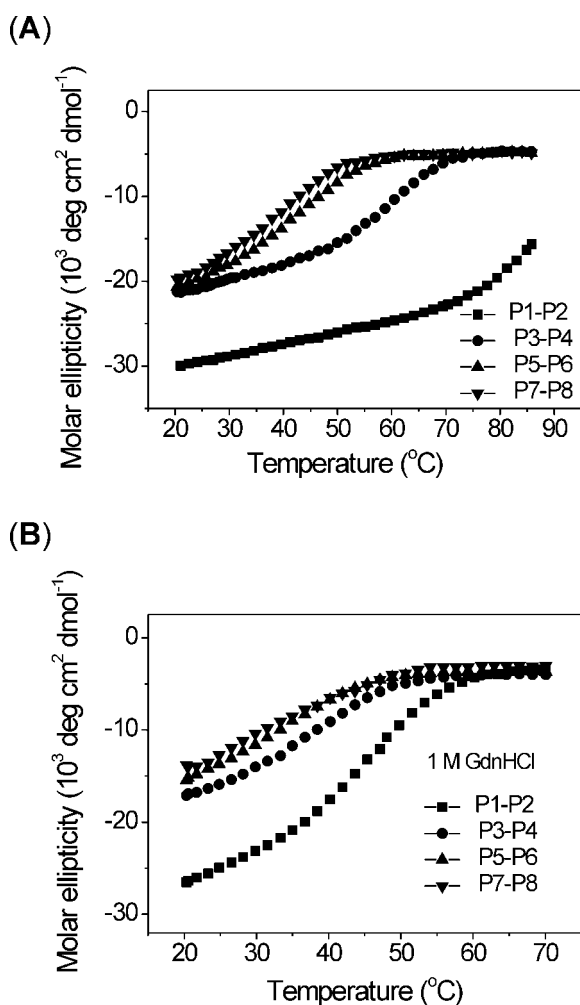 (A)
Molar ellipticity (10³ deg cm² dmol⁻¹)
0
-10
-20
-30
P1-P2
P3-P4
P5-P6
P7-P8
20 30 40 50 60 70 80 90
Temperature (°C)
(B)
Molar ellipticity (10³ deg cm² dmol⁻¹)
0
-10
-20
-30
1 M GdnHCl
P1-P2
P3-P4
P5-P6
P7-P8
20 30 40 50 60 70
Temperature (°C)